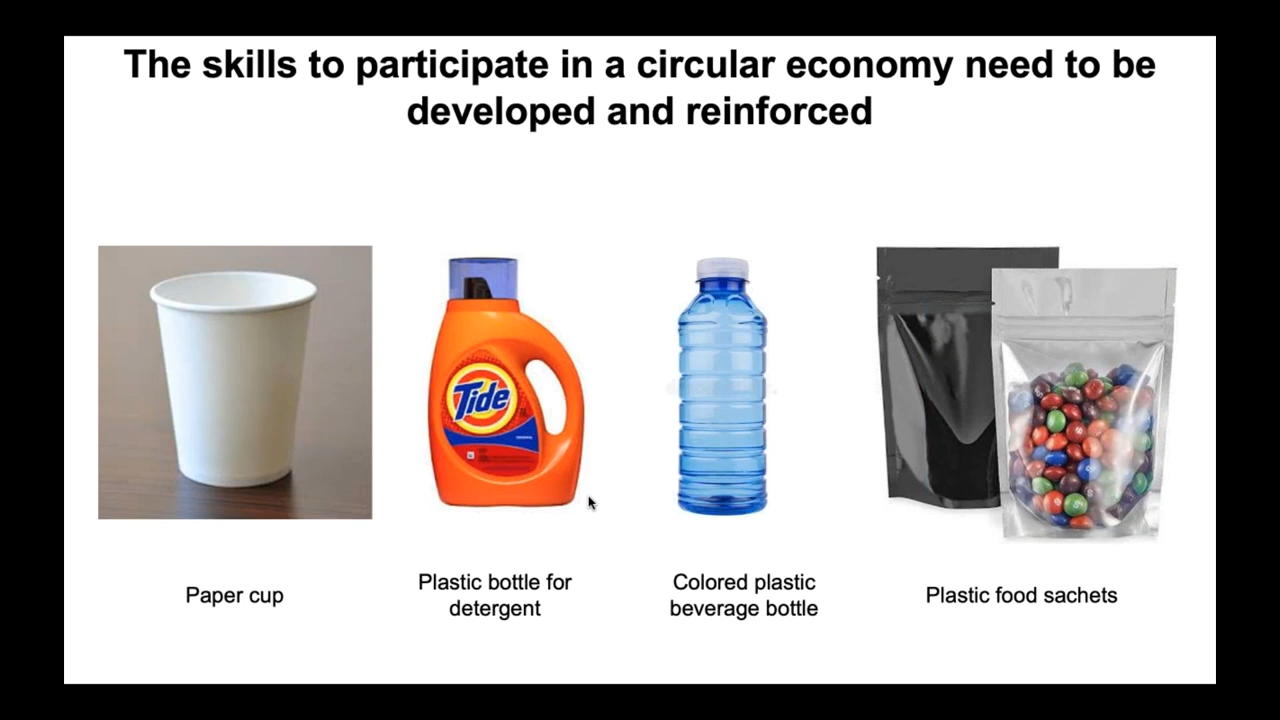 The skills to participate in a circular economy need to be
developed and reinforced
Tide
Paper cup
Plastic bottle for
detergent
Colored plastic
beverage bottle
Plastic food sachets